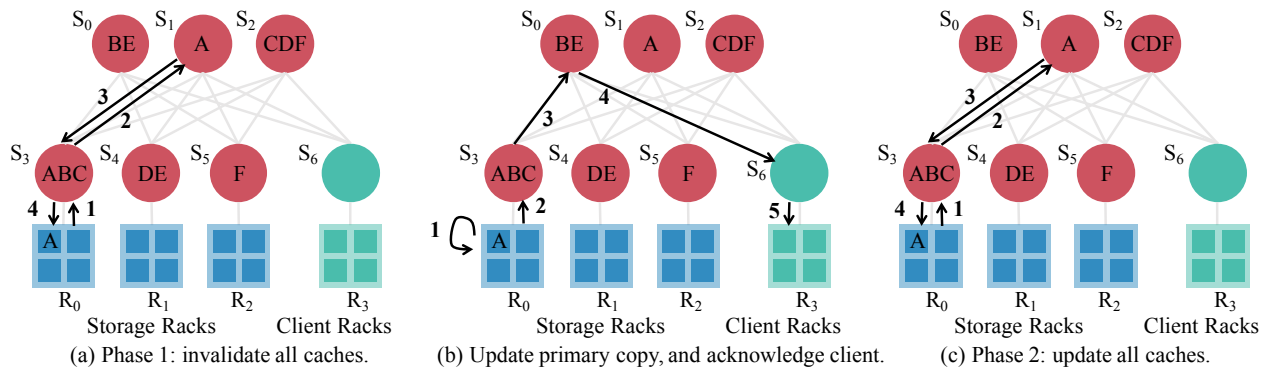 S0 S1 S2
BE A CDF
3
2
S3 S4 S5 S6
ABC DE F
4 1
A
R0 R1 R2 R3
Storage Racks Client Racks
(a) Phase 1: invalidate all caches.
S0 S1 S2
BE A CDF
4
3
S3 S4 S5 S6
ABC DE F
2 5
1
A
R0 R1 R2 R3
Storage Racks Client Racks
(b) Update primary copy, and acknowledge client.
S0 S1 S2
BE A CDF
3
2
S3 S4 S5 S6
ABC DE F
4 1
A
R0 R1 R2 R3
Storage Racks Client Racks
(c) Phase 2: update all caches.